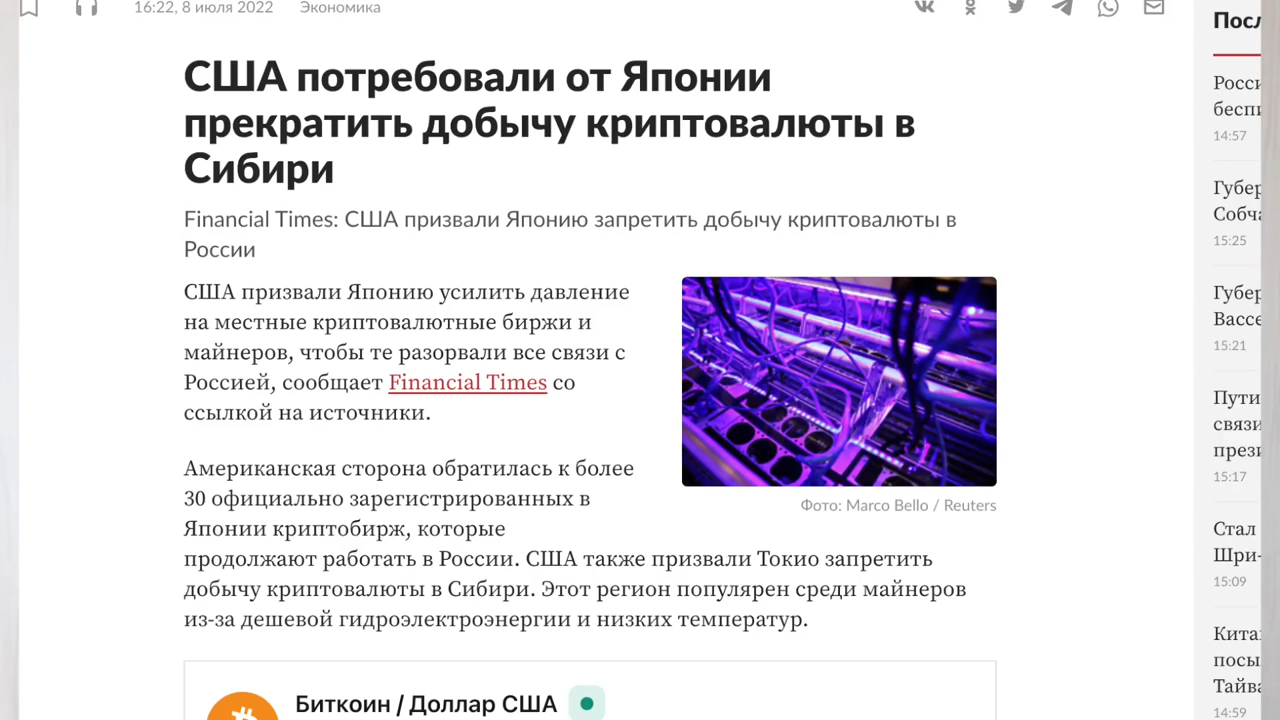 16:22, 8 июля 2022 Экономика
США потребовали от Японии
прекратить добычу криптовалюты в
Сибири
Financial Times: США призвали Японию запретить добычу криптовалюты в
России
США призвали Японию усилить давление
на местные криптовалютные биржи и
майнеров, чтобы те разорвали все связи с
Россией, сообщает Financial Times со
ссылкой на источники.
Американская сторона обратилась к более
30 официально зарегистрированных в
Японии криптобирж, которые
продолжают работать в России. США также призвали Токио запретить
добычу криптовалюты в Сибири. Этот регион популярен среди майнеров
из-за дешевой гидроэлектроэнергии и низких температур.
Фото: Marco Bello / Reuters
Биткоин / Доллар США
14:57
15:25
15:21
15:17
Стал
15:09
14:59